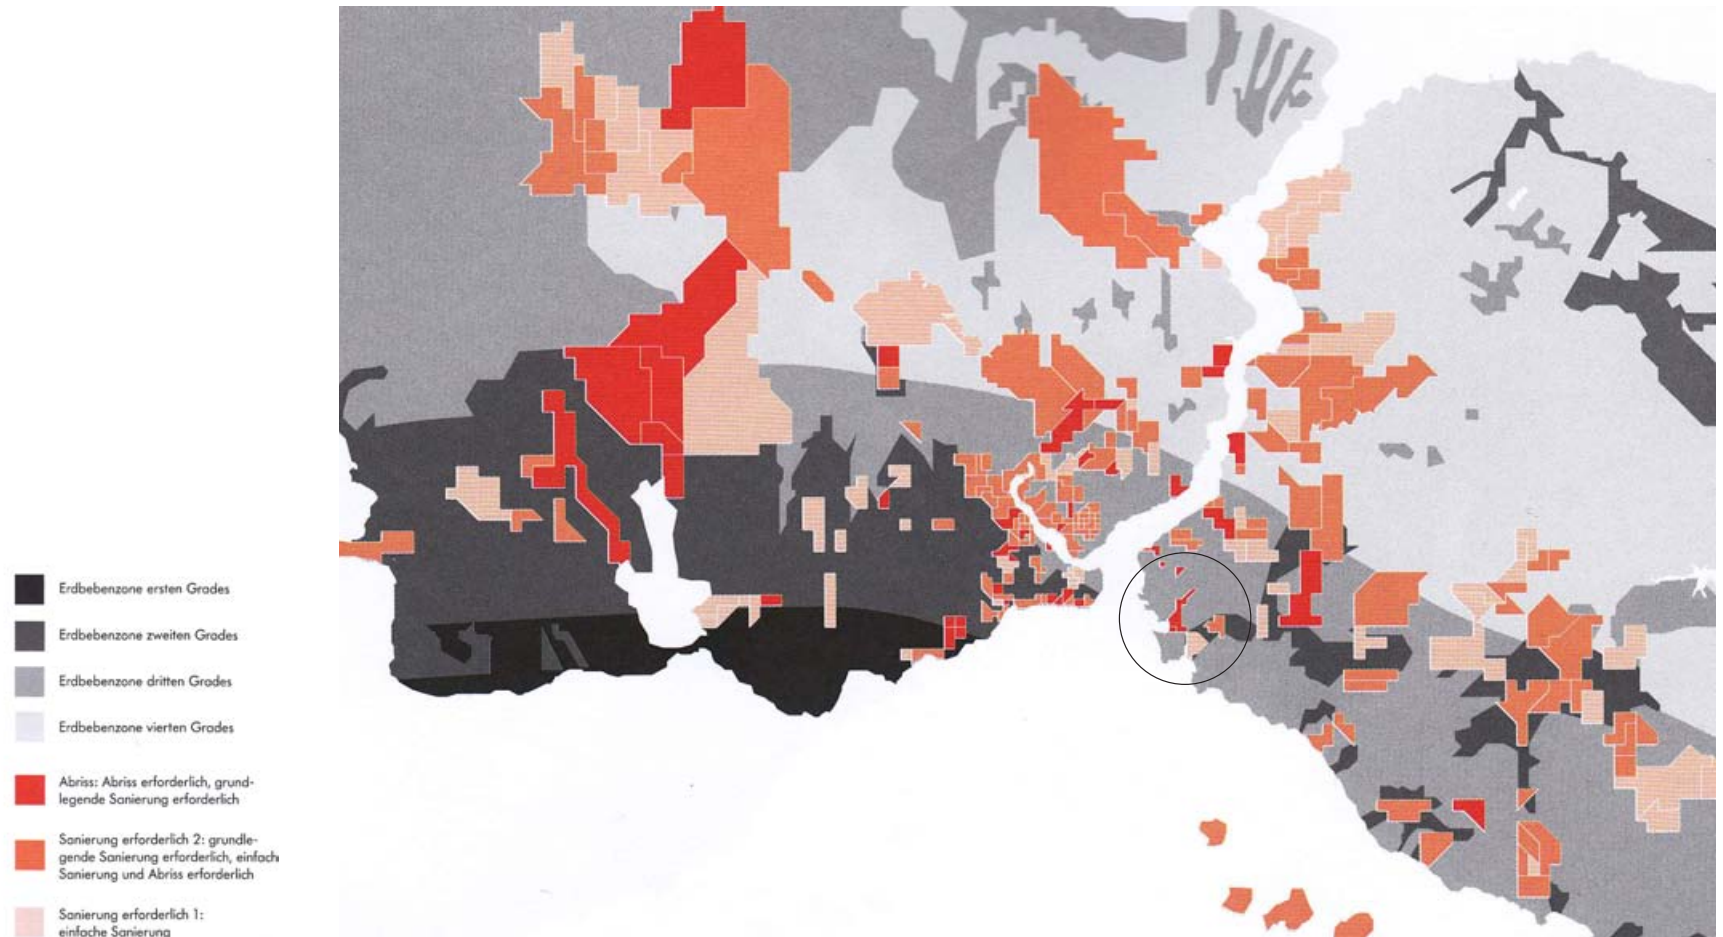 Erdbebenzone ersten Grades
Erdbebenzone zweiten Grades
Erdbebenzone dritten Grades
Erdbebenzone vierten Grades
Abriss: Abriss erforderlich, grund-
legende Sanierung erforderlich
Sanierung erforderlich 2: grundle-
gende Sanierung erforderlich, einfach
Sanierung und Abriss erforderlich
Sanierung erforderlich 1:
einfache Sanierung